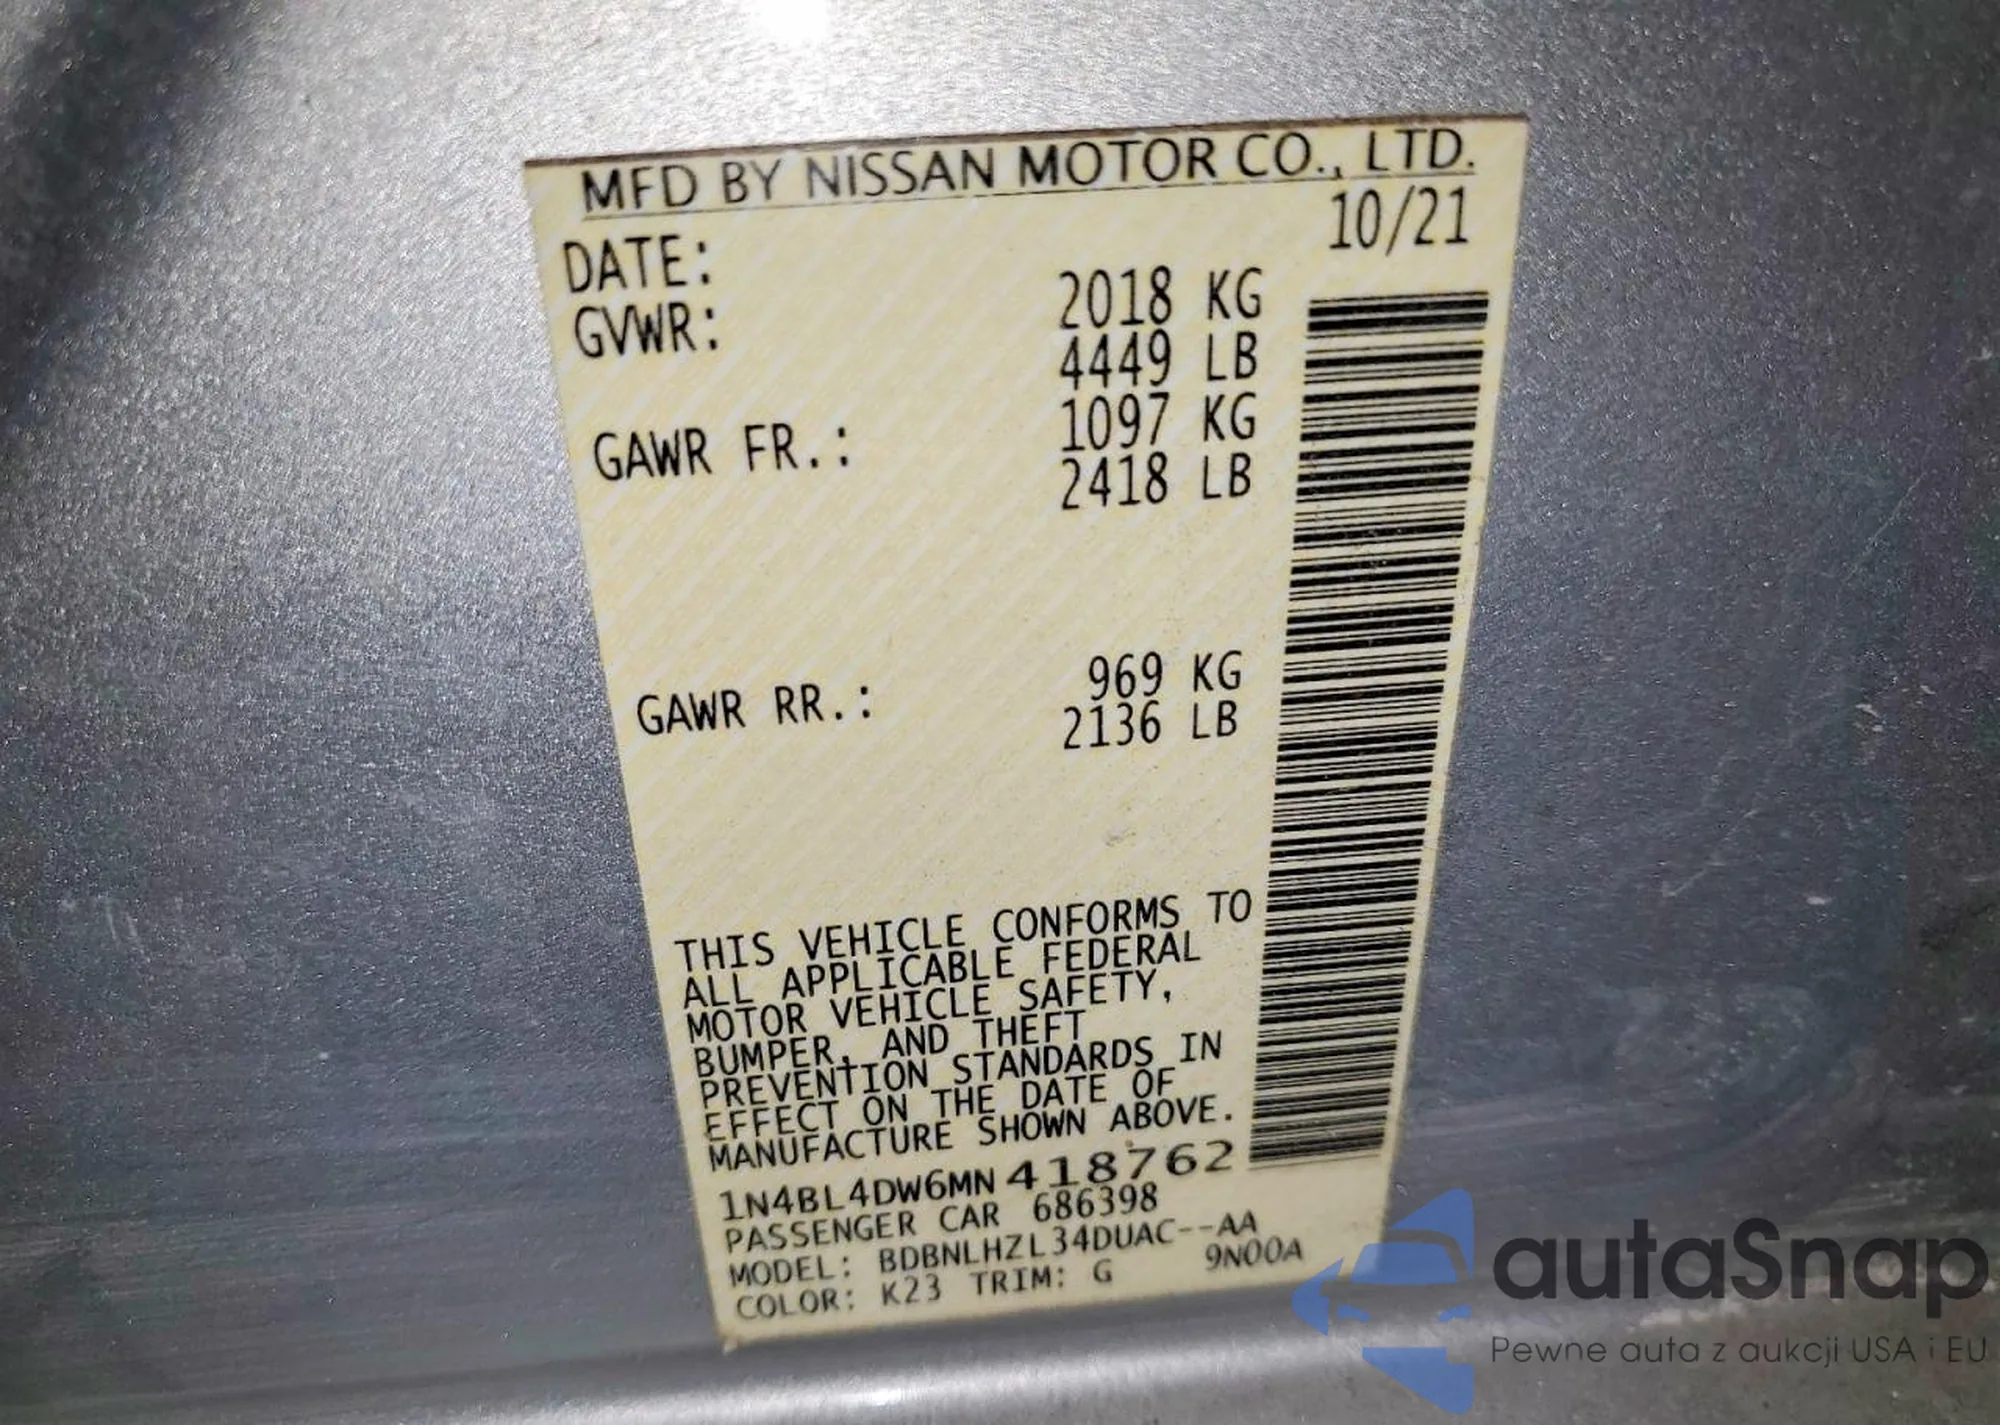 MFD BY NISSAN MOTOR CO., LTD.
DATE: 10/21
GVWR: 2018 KG
4449 LB
GAWR FR.: 1097 KG
2418 LB
GAWR RR.: 969 KG
2136 LB
THIS VEHICLE CONFORMS TO
ALL APPLICABLE FEDERAL
MOTOR VEHICLE SAFETY,
BUMPER, AND THEFT
PREVENTION STANDARDS IN
EFFECT ON THE DATE OF
MANUFACTURE SHOWN ABOVE.
1N4BL4DW6MN418762
PASSENGER CAR 686398
MODEL: BDBNLHZL34DUAC--AA
COLOR: K23 TRIM: G 9N00A
autaSnap
Pewne auta z aukcji USA i EU